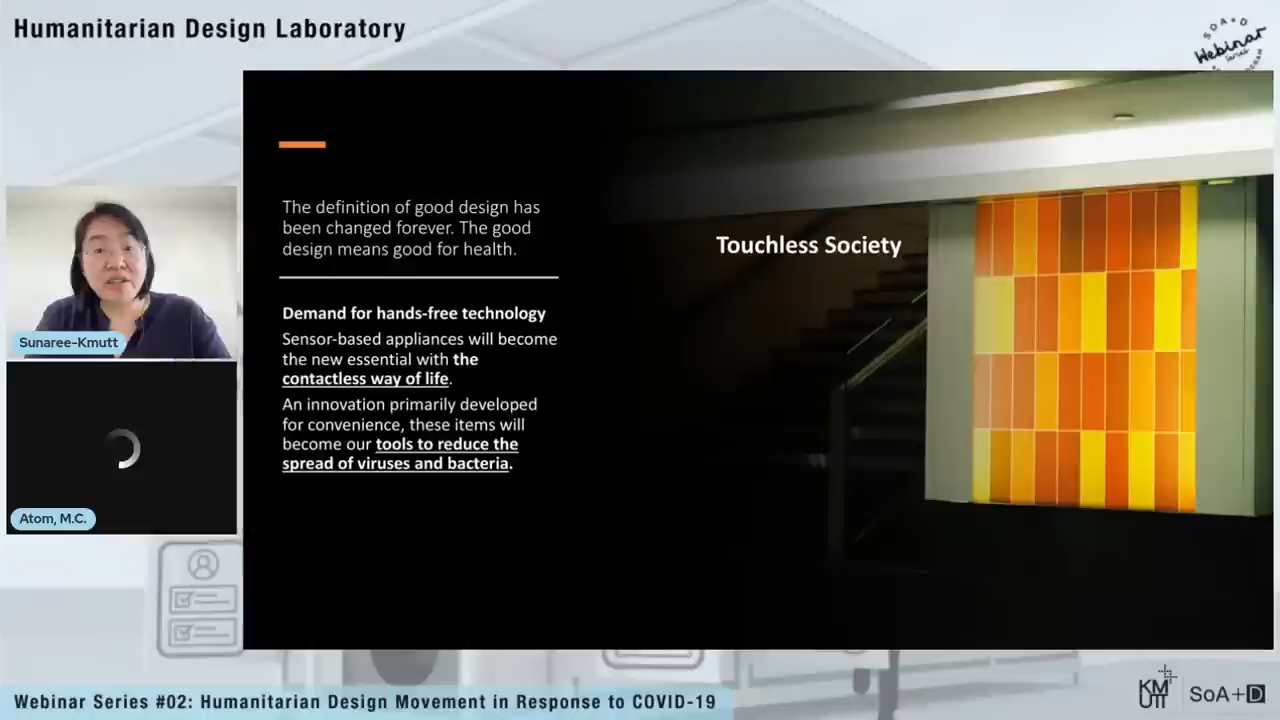 Humanitarian Design Laboratory
SOA+D
Webinar
The definition of good design has
been changed forever. The good
design means good for health.
Touchless Society
Demand for hands-free technology
Sensor-based appliances will become
the new essential with the
contactless way of life.
An innovation primarily developed
for convenience, these items will
become our tools to reduce the
spread of viruses and bacteria.
Sunaree-Kmutt
Atom, M.C.
Webinar Series #02: Humanitarian Design Movement in Response to COVID-19
KM
UTT
SoA+D